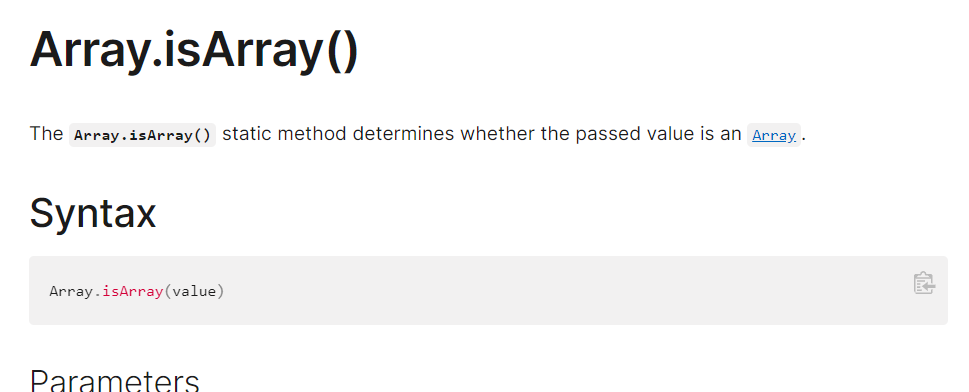 Array.isArray()
The Array.isArray() static method determines whether the passed value is an Array.
Syntax
Array.isArray(value)
Parameters